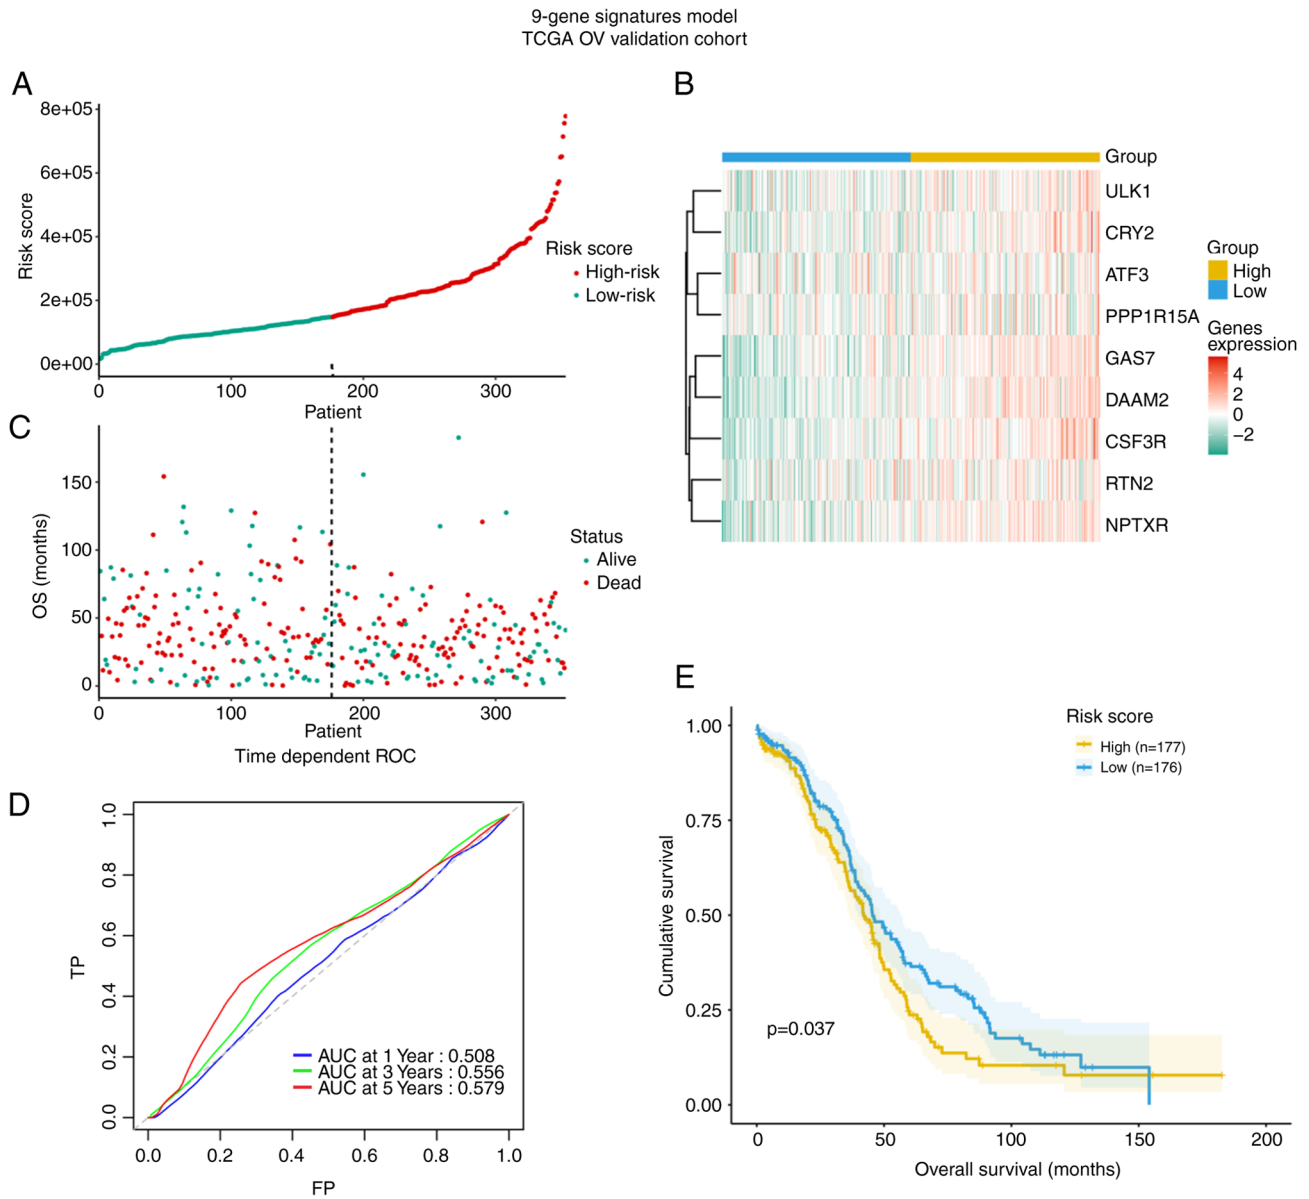 9-gene signatures model
TCGA OV validation cohort
A
8e+05
6e+05
4e+05
2e+05
0e+00
Risk score
0
100
200
300
Patient
Risk score
High-risk
Low-risk
B
Group
ULK1
CRY2
ATF3
PPP1R15A
GAS7
DAAM2
CSF3R
RTN2
NPTXR
Group
High
Low
Genes
expression
4
2
0
−2
C
150
100
50
0
OS (months)
0
100
200
300
Patient
Status
Alive
Dead
Time dependent ROC
D
1.0
0.8
0.6
0.4
0.2
0.0
TP
0.0
0.2
0.4
0.6
0.8
1.0
FP
AUC at 1 Year : 0.508
AUC at 3 Years : 0.556
AUC at 5 Years : 0.579
E
1.00
0.75
0.50
0.25
0.00
Cumulative survival
Risk score
High (n=177)
Low (n=176)
p=0.037
0
50
100
150
200
Overall survival (months)